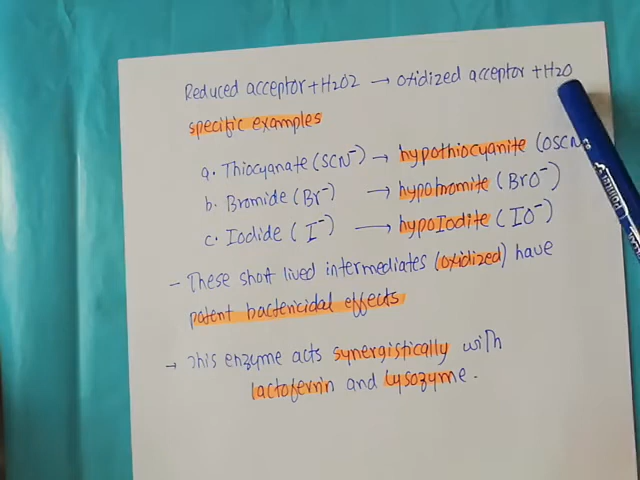 Reduced acceptor + H2O2 → oxidized acceptor + H2O
specific examples
a. Thiocyanate (SCN⁻) → hypothiocyanite (OSCN
b. Bromide (Br⁻) → hypobromite (BrO⁻)
c. Iodide (I⁻) → hypoIodite (IO⁻)
- These short lived intermediates (oxidized) have
patent bactericidal effects
→ This enzyme acts synergistically with
lactoferrin and Lysozyme.